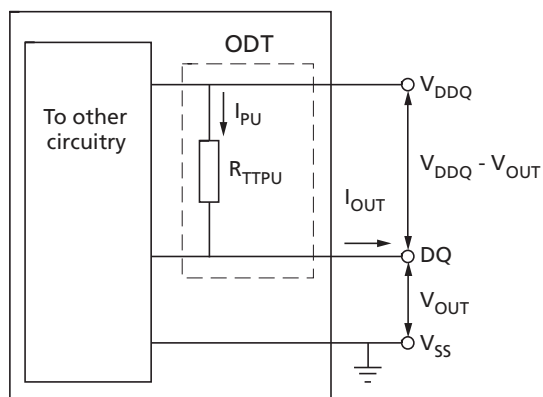 ODT
To other
circuitry
I_PU
R_TTPU
I_OUT
V_DDQ
V_DDQ - V_OUT
DQ
V_OUT
V_SS